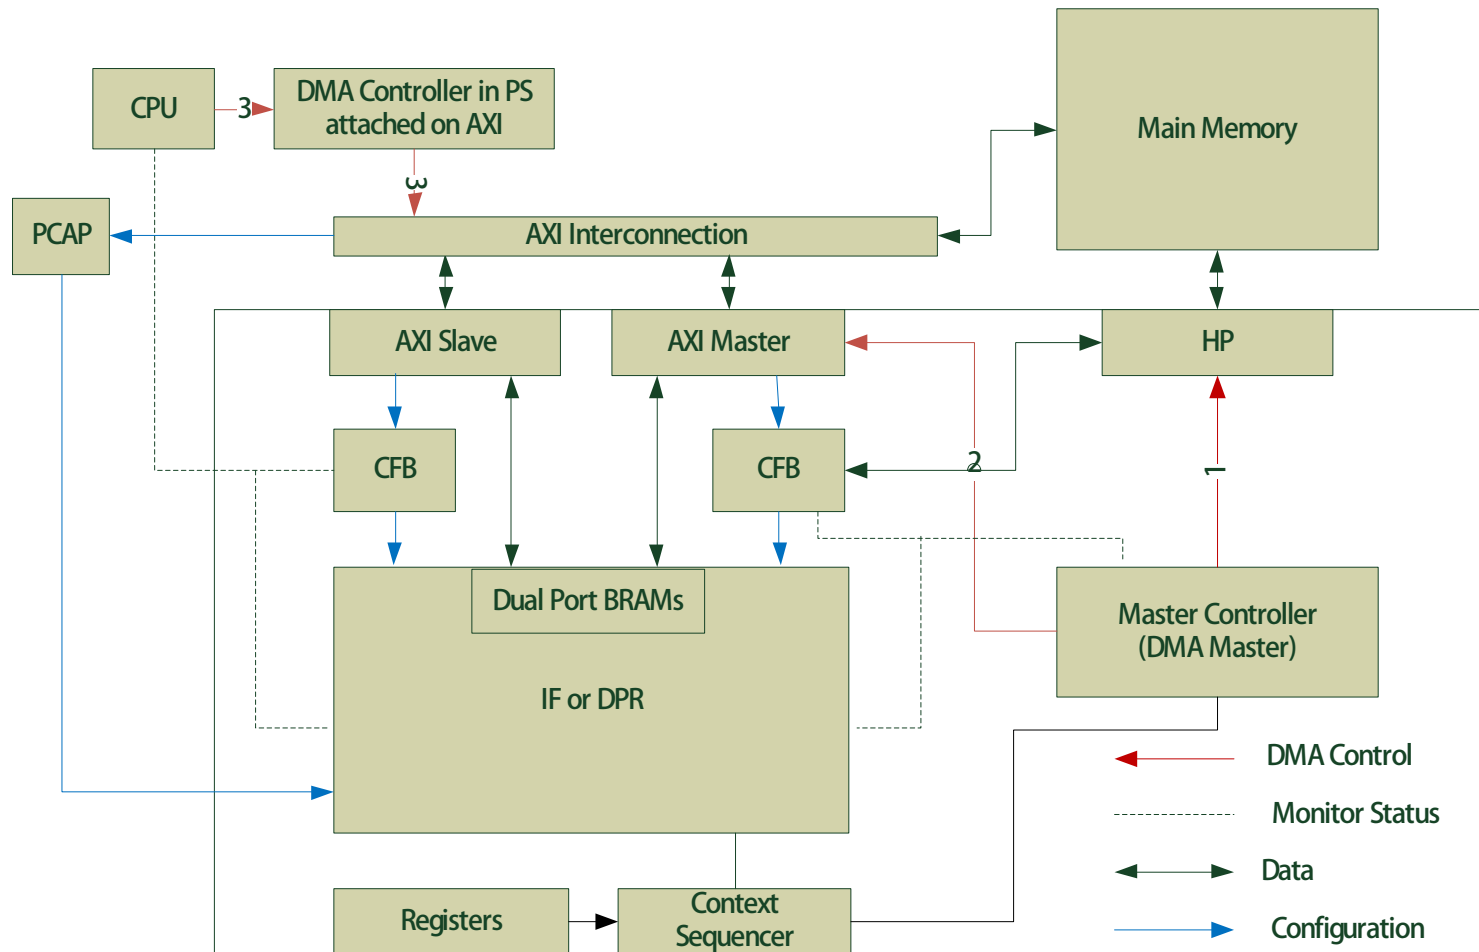 CPU
3
DMA Controller in PS
attached on AXI
Main Memory
3
PCAP
AXI Interconnection
AXI Slave
AXI Master
HP
CFB
CFB
2
1
Dual Port BRAMs
IF or DPR
Master Controller
(DMA Master)
DMA Control
Monitor Status
Data
Configuration
Registers
Context
Sequencer